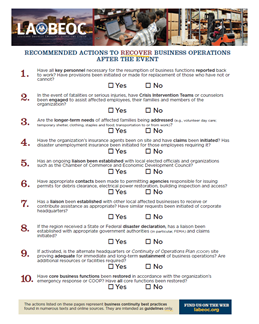 LABEOC
RECOMMENDED ACTIONS TO RECOVER BUSINESS OPERATIONS
AFTER THE EVENT
1. Have all key personnel necessary for the resumption of business functions reported back
to work? Have provisions been initiated or made for replacement of those who have not or
cannot?
☐ Yes ☐ No
2. In the event of fatalities or serious injuries, have Crisis Intervention Teams or counselors
been engaged to assist affected employees, their families and members of the
organization?
☐ Yes ☐ No
3. Are the longer-term needs of affected families being addressed (e.g., volunteer day care,
temporary shelter, clothing, staples and food, transportation to or from work)?
☐ Yes ☐ No
4. Have the organization's insurance agents been on site and have claims been initiated? Has
disaster unemployment insurance been initiated for those employees requiring it?
☐ Yes ☐ No
5. Has an ongoing liaison been established with local elected officials and organizations
such as the Chamber of Commerce and Economic Development Council?
☐ Yes ☐ No
6. Have appropriate contacts been made to permitting agencies responsible for issuing
permits for debris clearance, electrical power restoration, building inspection and access?
☐ Yes ☐ No
7. Has a liaison been established with other local affected businesses to receive or
contribute assistance as appropriate? Have similar requests been initiated of corporate
headquarters?
☐ Yes ☐ No
8. If the region received a State or Federal disaster declaration, has a liaison been
established with appropriate government authorities (in particular, FEMA) and claims
initiated?
☐ Yes ☐ No
9. If activated, is the alternate headquarters or Continuity of Operations Plan (COOP) site
proving adequate for immediate and long-term sustainment of business operations? Are
additional resources or facilities required?
☐ Yes ☐ No
10. Have core business functions been restored in accordance with the organization's
emergency response or COOP? Have all core functions been restored?
☐ Yes ☐ No
The actions listed on these pages represent business continuity best practices
found in numerous texts and online sources. They are intended as guidelines only.
FIND US ON THE WEB
labeoc.org